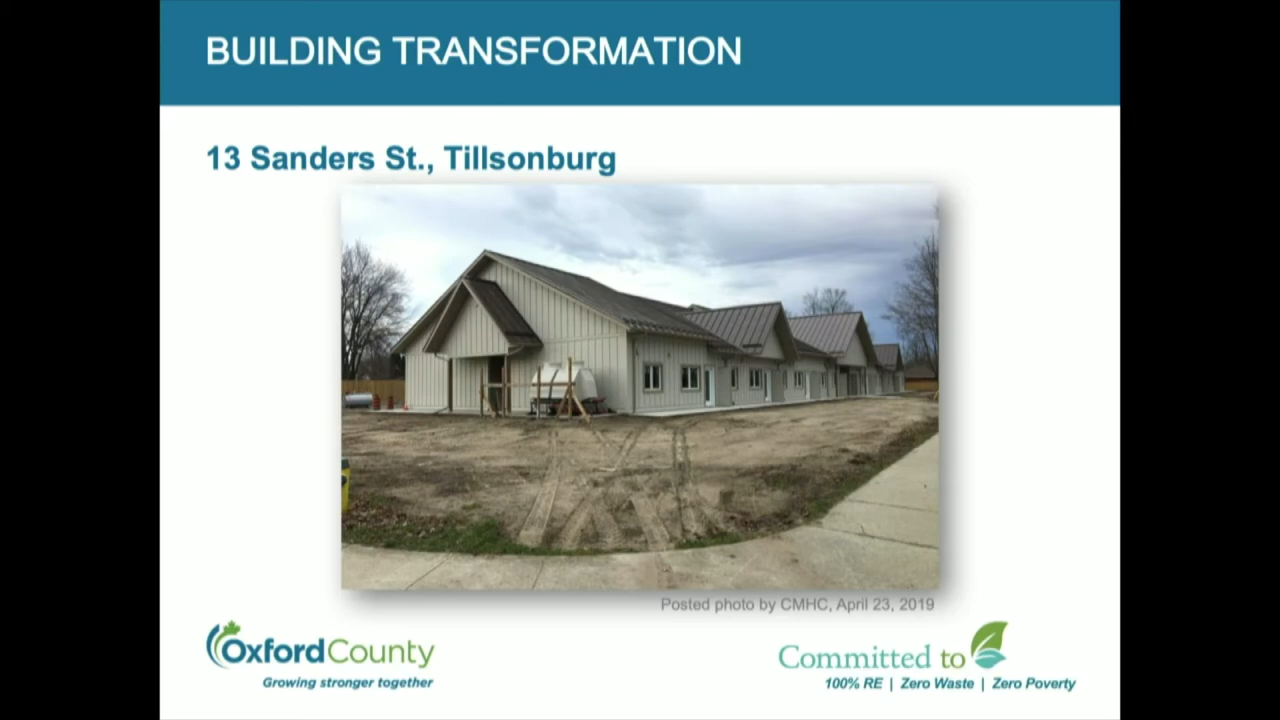 BUILDING TRANSFORMATION
13 Sanders St., Tillsonburg
Posted photo by CMHC, April 23, 2019
OxfordCounty
Growing stronger together
Committed to
100% RE | Zero Waste | Zero Poverty